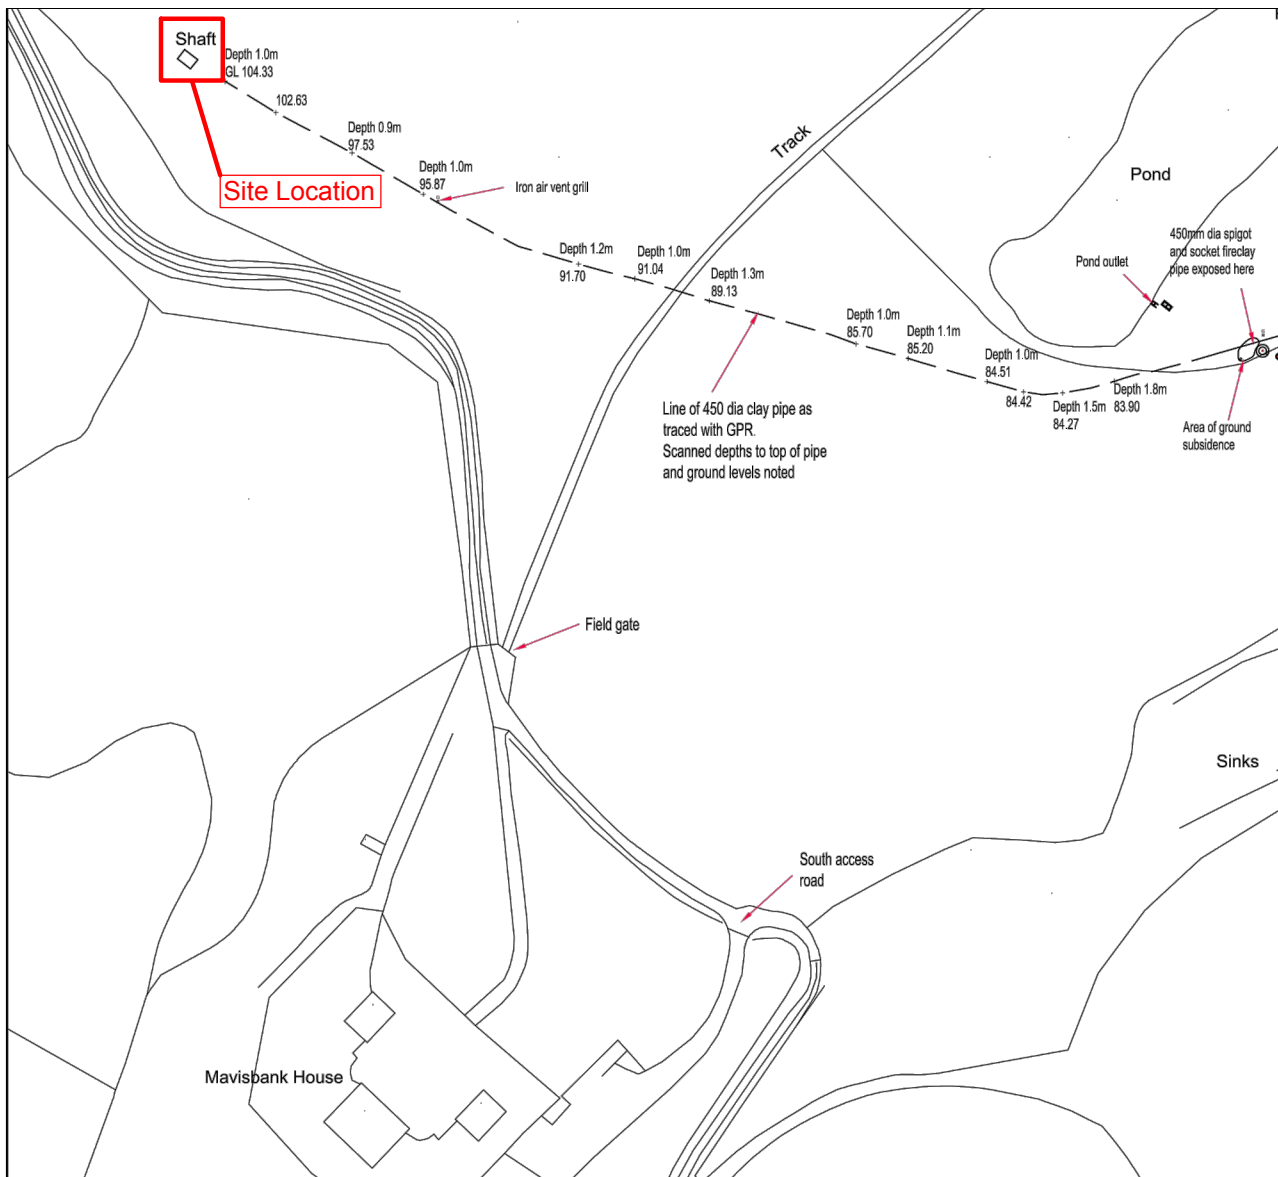 Shaft
Depth 1.0m
GL 104.33
102.63
Site Location
Depth 0.9m
97.53
Depth 1.0m
95.87
Iron air vent grill
Track
Pond
450mm dia spigot
and socket fireclay
pipe exposed here
Pond outlet
Depth 1.2m
91.70
Depth 1.0m
91.04
Depth 1.3m
89.13
Depth 1.0m
85.70
Depth 1.1m
85.20
Depth 1.0m
84.51
84.42
Depth 1.5m
84.27
Depth 1.8m
83.90
Line of 450 dia clay pipe as
traced with GPR.
Scanned depths to top of pipe
and ground levels noted
Area of ground
subsidence
Field gate
Sinks
South access
road
Mavisbank House